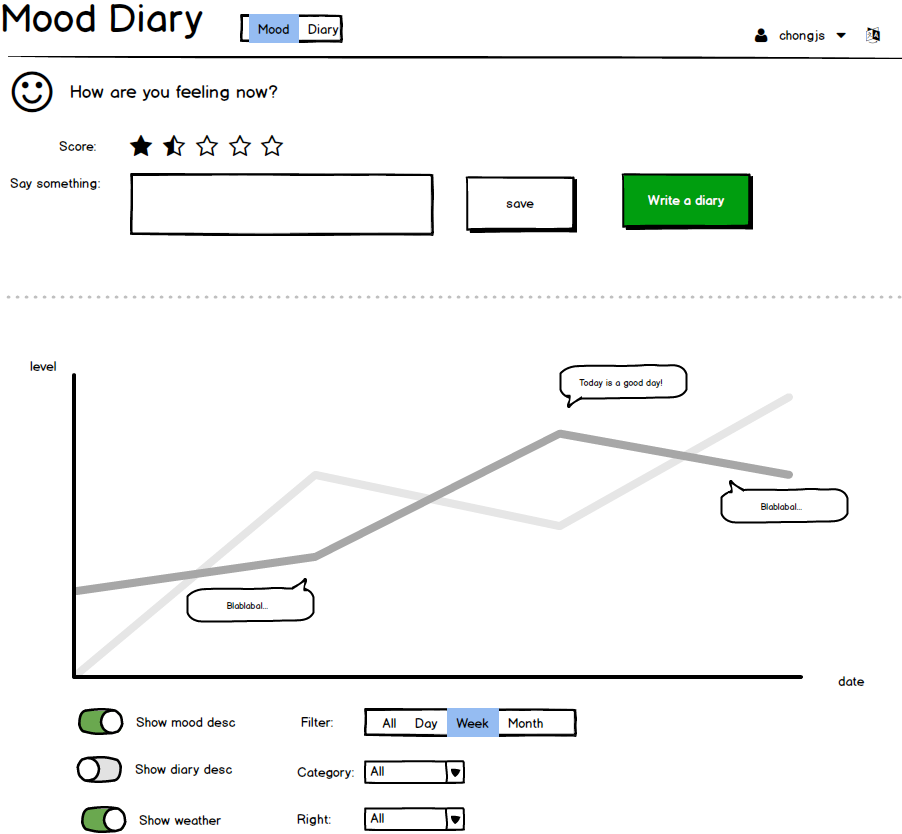 Mood Diary
Mood Diary
chongjs
How are you feeling now?
Score:
Say something:
save
Write a diary
level
Today is a good day!
Blablabal...
Blablabal...
date
Show mood desc
Filter:
All Day Week Month
Show diary desc
Category:
All
Show weather
Right:
All